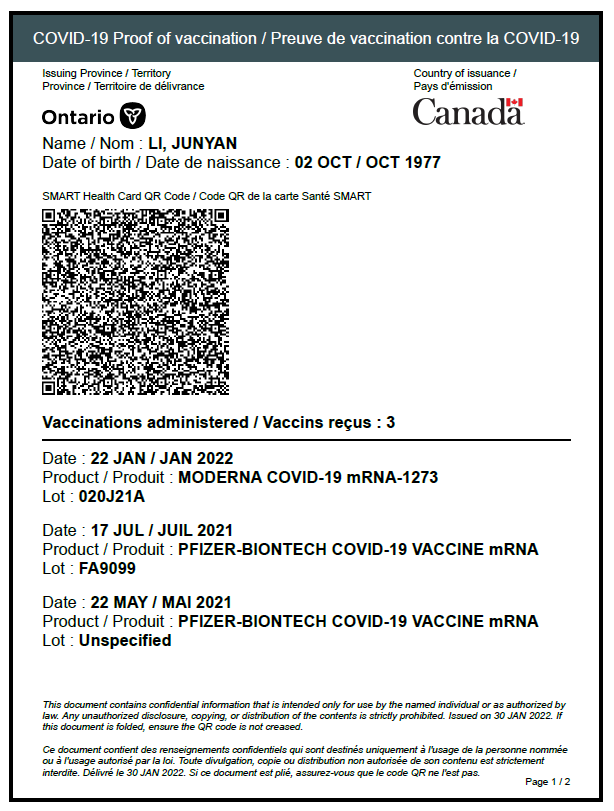 COVID-19 Proof of vaccination / Preuve de vaccination contre la COVID-19
Issuing Province / Territory
Province / Territoire de délivrance
Country of issuance /
Pays d'émission
Ontario
Canada
Name / Nom : LI, JUNYAN
Date of birth / Date de naissance : 02 OCT / OCT 1977
SMART Health Card QR Code / Code QR de la carte Santé SMART
Vaccinations administered / Vaccins reçus : 3
Date : 22 JAN / JAN 2022
Product / Produit : MODERNA COVID-19 mRNA-1273
Lot : 020J21A
Date : 17 JUL / JUIL 2021
Product / Produit : PFIZER-BIONTECH COVID-19 VACCINE mRNA
Lot : FA9099
Date : 22 MAY / MAI 2021
Product / Produit : PFIZER-BIONTECH COVID-19 VACCINE mRNA
Lot : Unspecified
This document contains confidential information that is intended only for use by the named individual or as authorized by
law. Any unauthorized disclosure, copying, or distribution of the contents is strictly prohibited. Issued on 30 JAN 2022. If
this document is folded, ensure the QR code is not creased.
Ce document contient des renseignements confidentiels qui sont destinés uniquement à l'usage de la personne nommée
ou à l'usage autorisé par la loi. Toute divulgation, copie ou distribution non autorisée de son contenu est strictement
interdite. Délivré le 30 JAN 2022. Si ce document est plié, assurez-vous que le code QR ne l'est pas.
Page 1 / 2